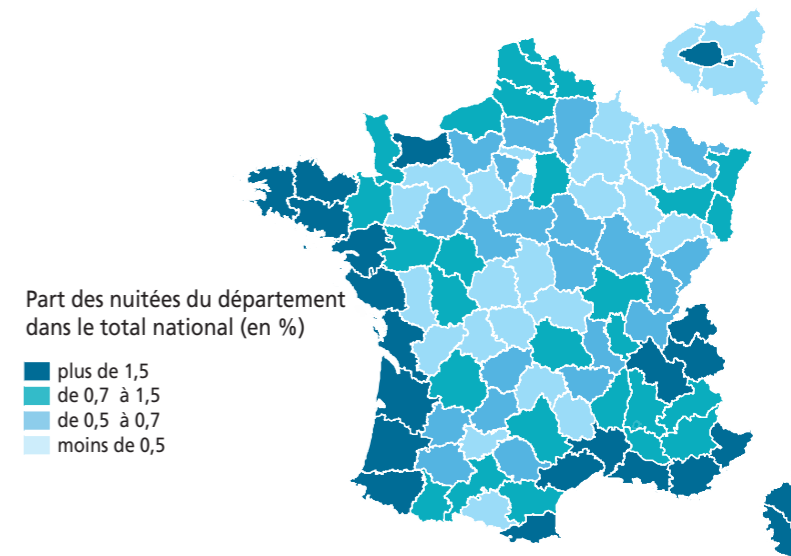 Part des nuitées du département
dans le total national (en %)
plus de 1,5
de 0,7 à 1,5
de 0,5 à 0,7
moins de 0,5